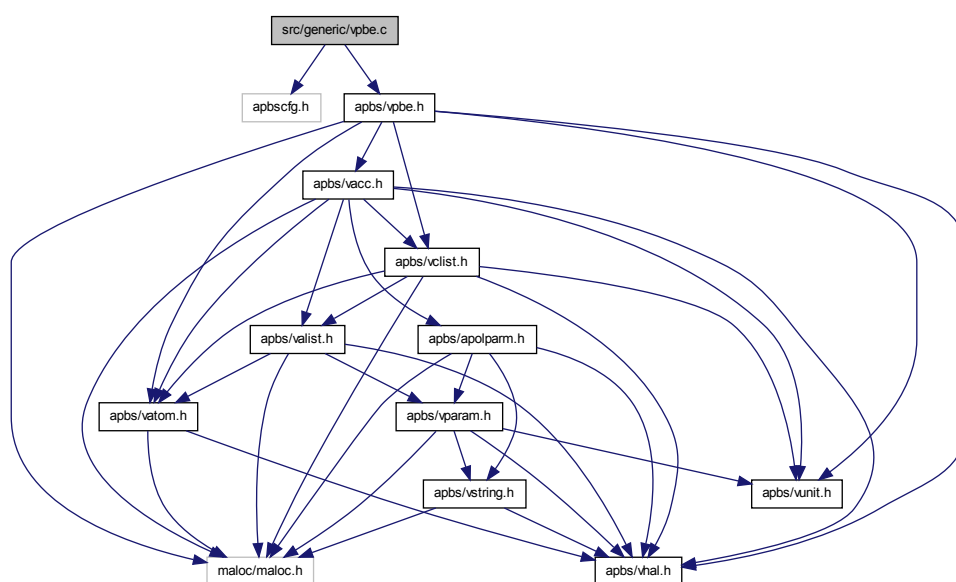 src/generic/vpbe.c
apbscfg.h
apbs/vpbe.h
apbs/vacc.h
apbs/vclist.h
apbs/valist.h
apbs/apolparm.h
apbs/vatom.h
apbs/vparam.h
apbs/vstring.h
apbs/vunit.h
maloc/maloc.h
apbs/vhal.h